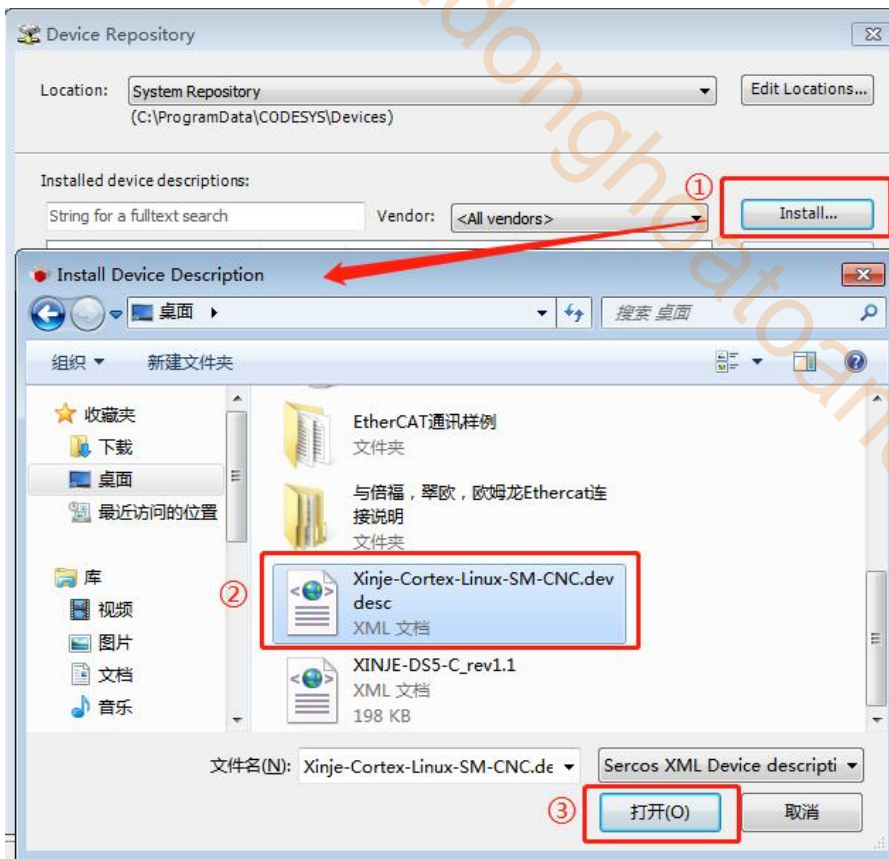 Device Repository
Location: System Repository Edit Locations...
(C:\ProgramData\CODESYS\Devices)
Installed device descriptions:
①
String for a fulltext search Vendor: <All vendors> Install...
Install Device Description
桌面 搜索 桌面
组织 新建文件夹
收藏夹
下载
桌面
最近访问的位置
库
视频
图片
文档
音乐
EtherCAT通讯样例
文件夹
与倍福，翠欧，欧姆龙Ethercat连
接说明
文件夹
②
Xinje-Cortex-Linux-SM-CNC.dev
desc
XML 文档
XINJE-DS5-C_rev1.1
XML 文档
198 KB
文件名(N): Xinje-Cortex-Linux-SM-CNC.de Sercos XML Device descripti
③ 打开(O) 取消